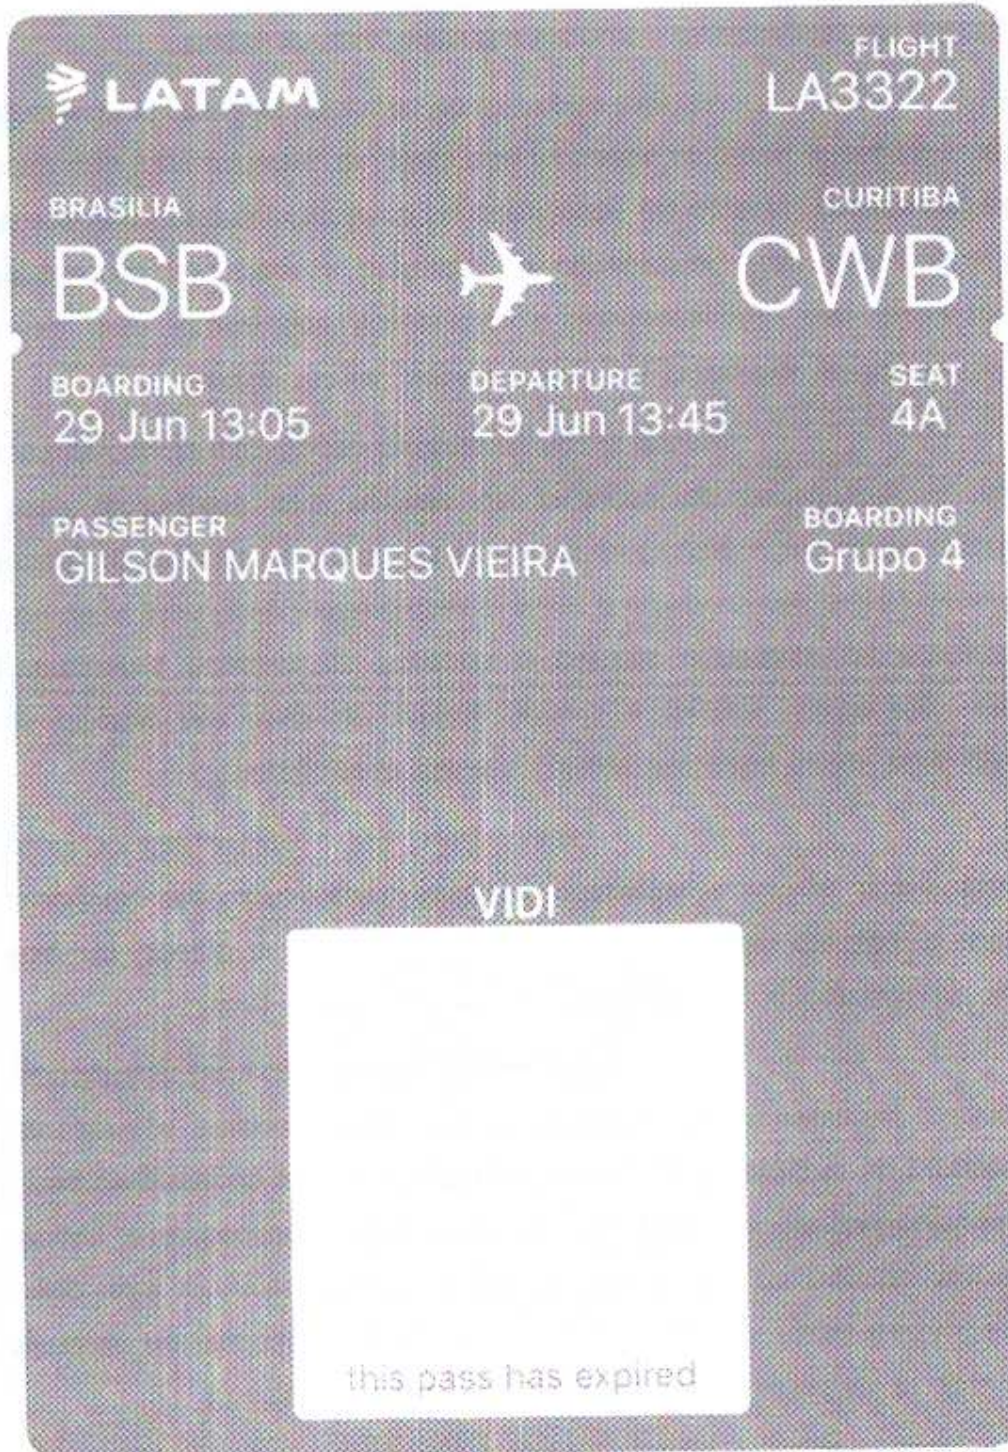 LATAM
FLIGHT
LA3322
BRASILIA
CURITIBA
BSB
CWB
BOARDING
DEPARTURE
SEAT
29 Jun 13:05
29 Jun 13:45
4A
PASSENGER
BOARDING
GILSON MARQUES VIEIRA
Grupo 4
VIDI
this pass has expired